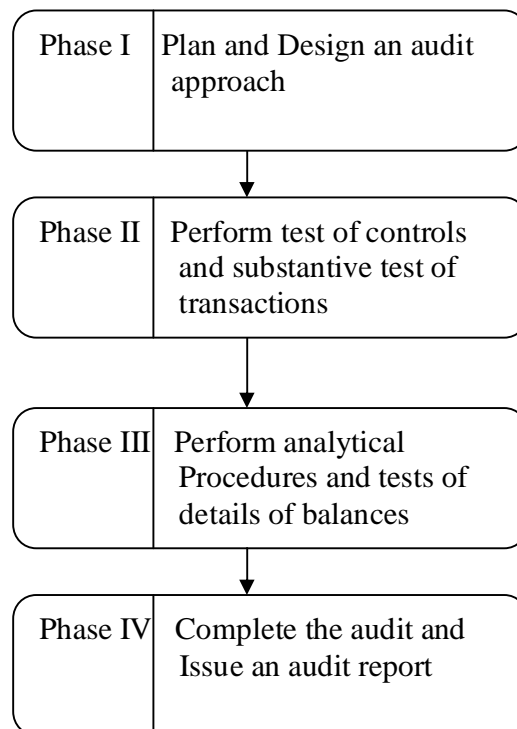 Phase I Plan and Design an audit
approach
Phase II Perform test of controls
and substantive test of
transactions
Phase III Perform analytical
Procedures and tests of
details of balances
Phase IV Complete the audit and
Issue an audit report